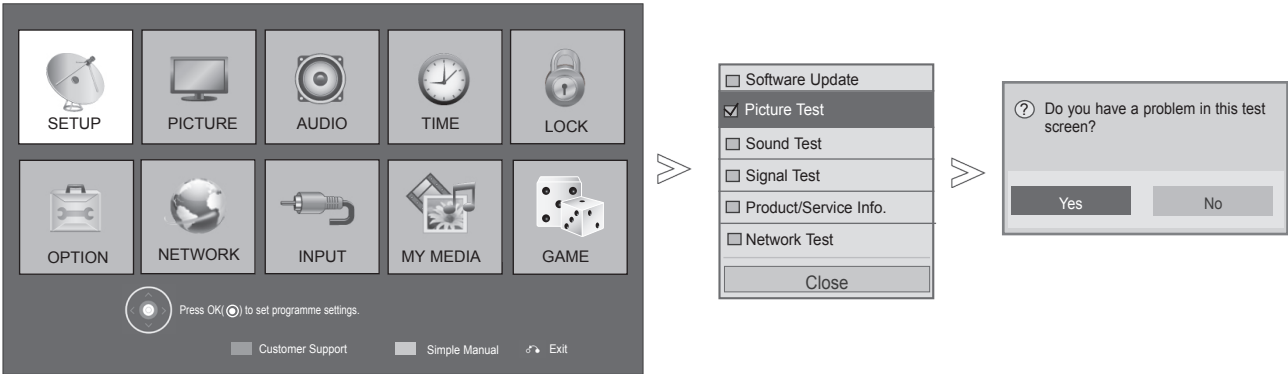 SETUP
PICTURE
AUDIO
TIME
LOCK
OPTION
NETWORK
INPUT
MY MEDIA
GAME
Press OK(◉) to set programme settings.
Customer Support
Simple Manual
Exit
Software Update
Picture Test
Sound Test
Signal Test
Product/Service Info.
Network Test
Close
? Do you have a problem in this test
screen?
Yes
No